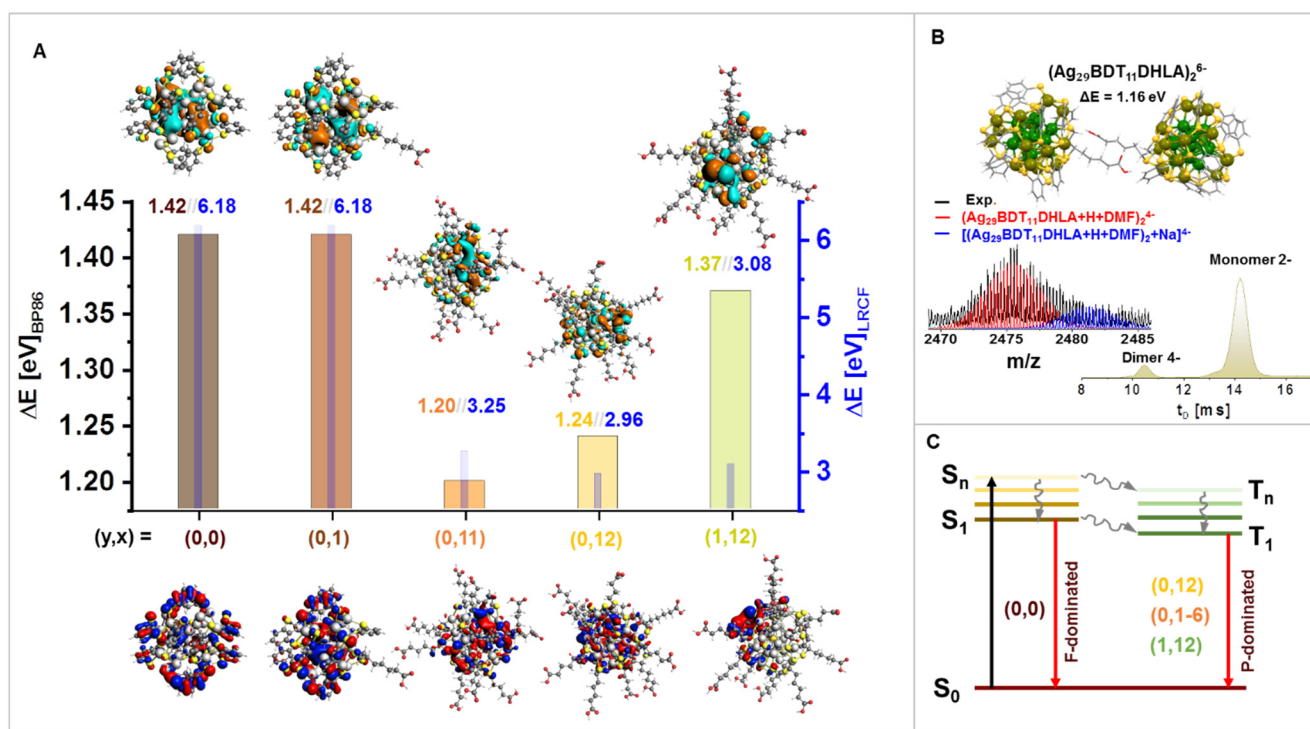 A
1.45
1.40
1.35
1.30
1.25
1.20
ΔE [eV]BP86
1.42//6.18
1.42//6.18
1.20//3.25
1.24//2.96
1.37//3.08
6
5
4
3
2
ΔE [eV]LRCF
(y,x) = (0,0) (0,1) (0,11) (0,12) (1,12)
B
(Ag29BDT11DHLA)2 6-
ΔE = 1.16 eV
Exp.
(Ag29BDT11DHLA+H+DMF)2 4-
[(Ag29BDT11DHLA+H+DMF)2+Na]4-
2470 2475 2480 2485
m/z
Monomer 2-
Dimer 4-
8 10 12 14 16
tD [m s]
C
Sn
S1
Tn
T1
(0,0)
F-dominated
(0,12)
(0,1-6)
(1,12)
P-dominated
S0